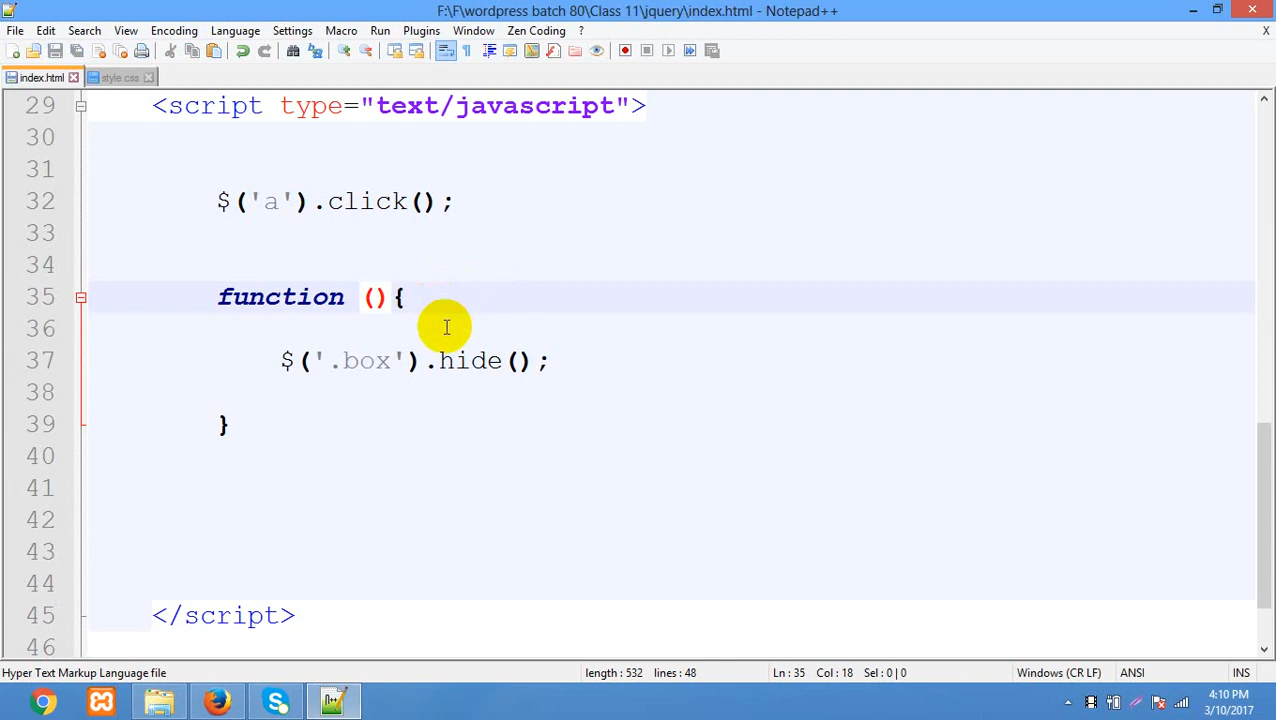 F:\F\wordpress batch 80\Class 11\jquery\index.html - Notepad++
File Edit Search View Encoding Language Settings Macro Run Plugins Window Zen Coding ? X
index.html style.css
29 <script type="text/javascript">
30
31
32 $('a').click();
33
34
35 function (){
36
37 $('.box').hide();
38
39 }
40
41
42
43
44
45 </script>
46
Hyper Text Markup Language file length : 532 lines : 48 Ln : 35 Col : 18 Sel : 0 | 0 Windows (CR LF) ANSI INS
4:10 PM
3/10/2017